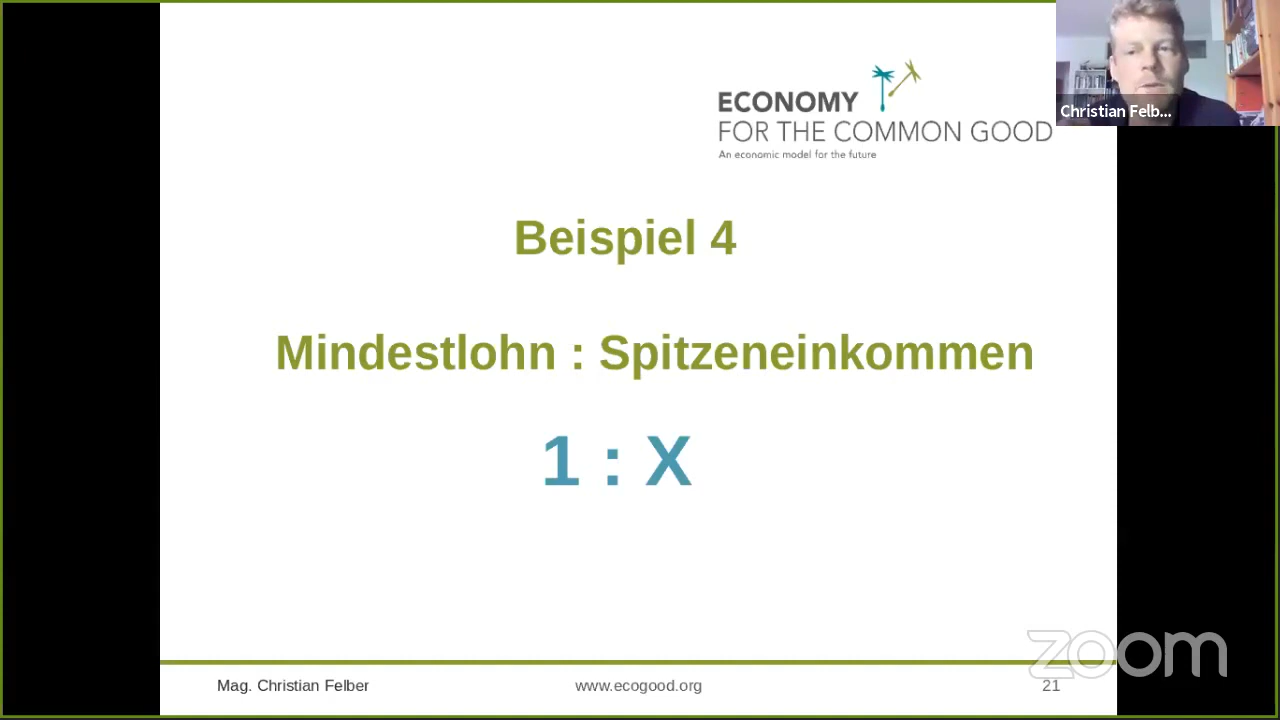 ECONOMY
FOR THE COMMON GOOD
An economic model for the future
Christian Felb...
Beispiel 4
Mindestlohn : Spitzeneinkommen
1 : X
zoom
Mag. Christian Felber
www.ecogood.org
21